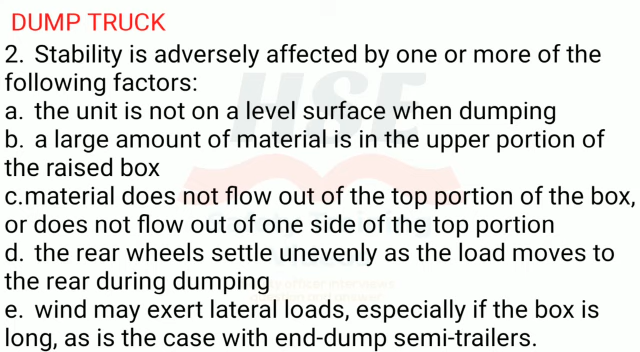 DUMP TRUCK
2. Stability is adversely affected by one or more of the
following factors:
a. the unit is not on a level surface when dumping
b. a large amount of material is in the upper portion of
the raised box
c.material does not flow out of the top portion of the box,
or does not flow out of one side of the top portion
d. the rear wheels settle unevenly as the load moves to
the rear during dumping
e. wind may exert lateral loads, especially if the box is
long, as is the case with end-dump semi-trailers.
HSE